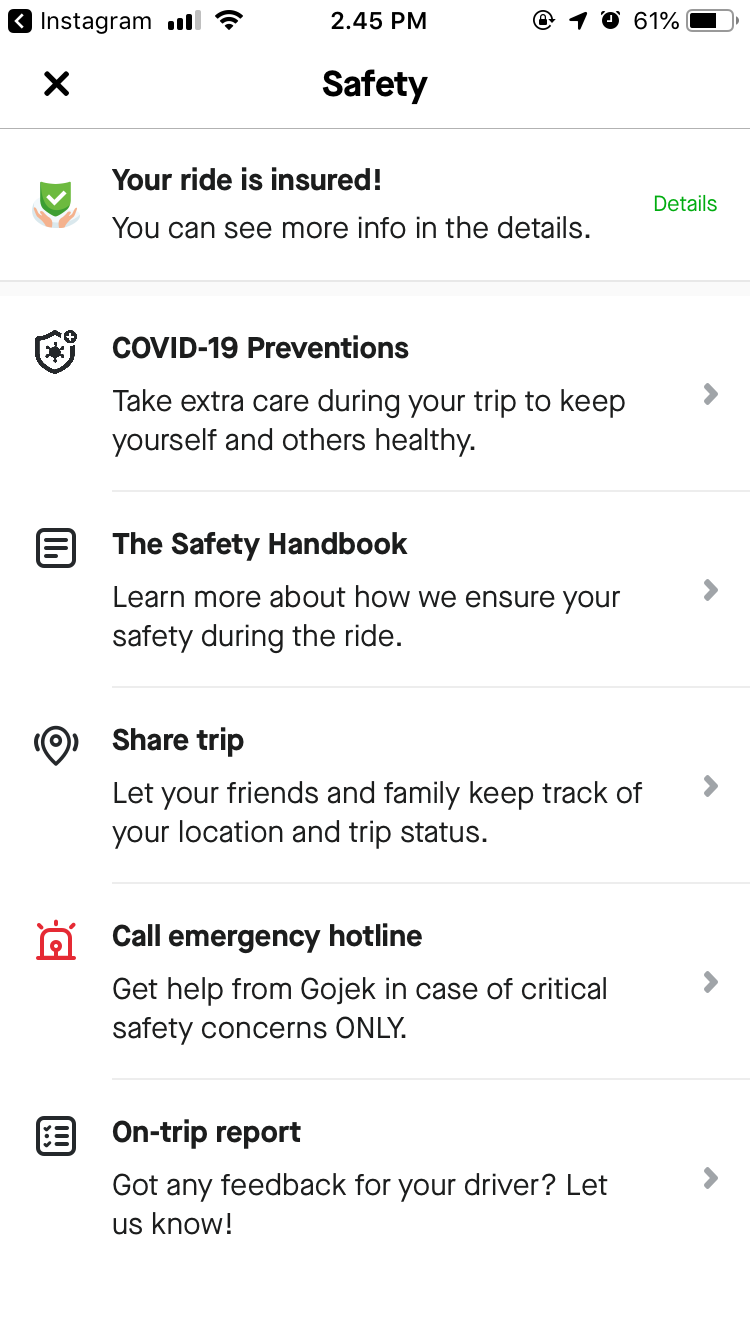 Instagram 2.45 PM 61%
Safety
Your ride is insured!
You can see more info in the details.
Details
COVID-19 Preventions
Take extra care during your trip to keep
yourself and others healthy.
The Safety Handbook
Learn more about how we ensure your
safety during the ride.
Share trip
Let your friends and family keep track of
your location and trip status.
Call emergency hotline
Get help from Gojek in case of critical
safety concerns ONLY.
On-trip report
Got any feedback for your driver? Let
us know!